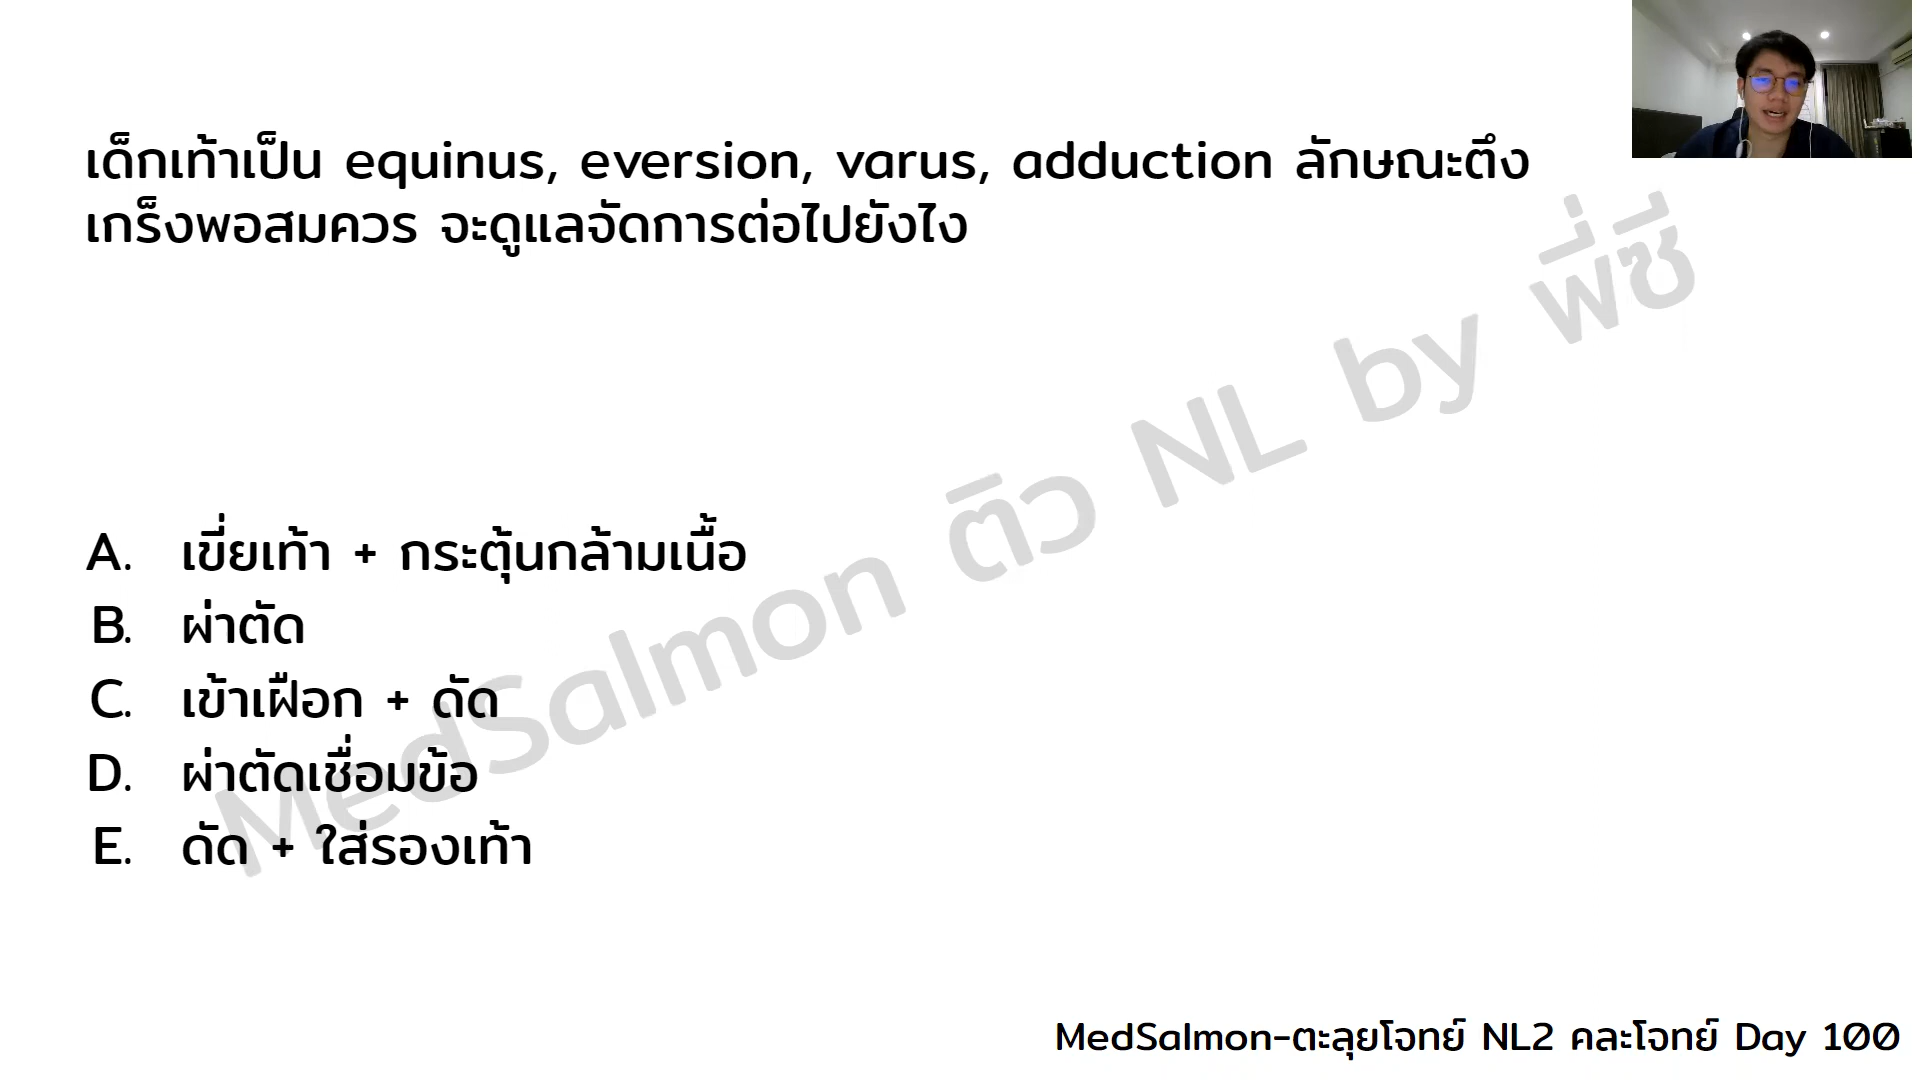 เด็กเท้าเป็น equinus, eversion, varus, adduction ลักษณะตึง
เกร็งพอสมควร จะดูแลจัดการต่อไปยังไง
A. เขี่ยเท้า + กระตุ้นกล้ามเนื้อ
B. ผ่าตัด
C. เข้าเฝือก + ดัด
D. ผ่าตัดเชื่อมข้อ
E. ดัด + ใส่รองเท้า
MedSalmon ติว NL by พี่ซี
MedSalmon-ตะลุยโจทย์ NL2 คละโจทย์ Day 100